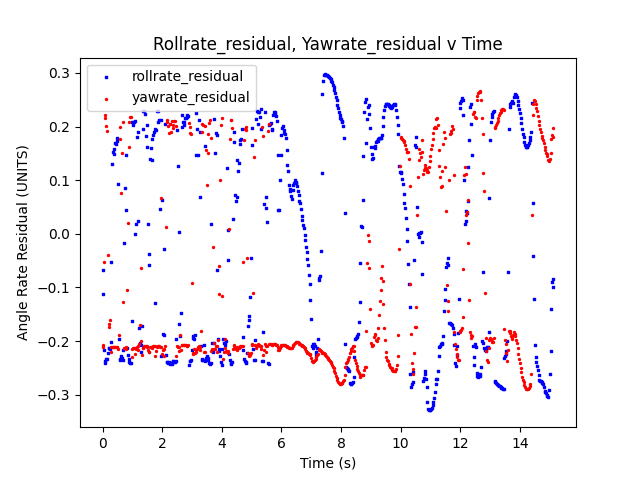 Rollrate_residual, Yawrate_residual v Time
rollrate_residual
yawrate_residual
Angle Rate Residual (UNITS)
0.3
0.2
0.1
0.0
−0.1
−0.2
−0.3
0 2 4 6 8 10 12 14
Time (s)